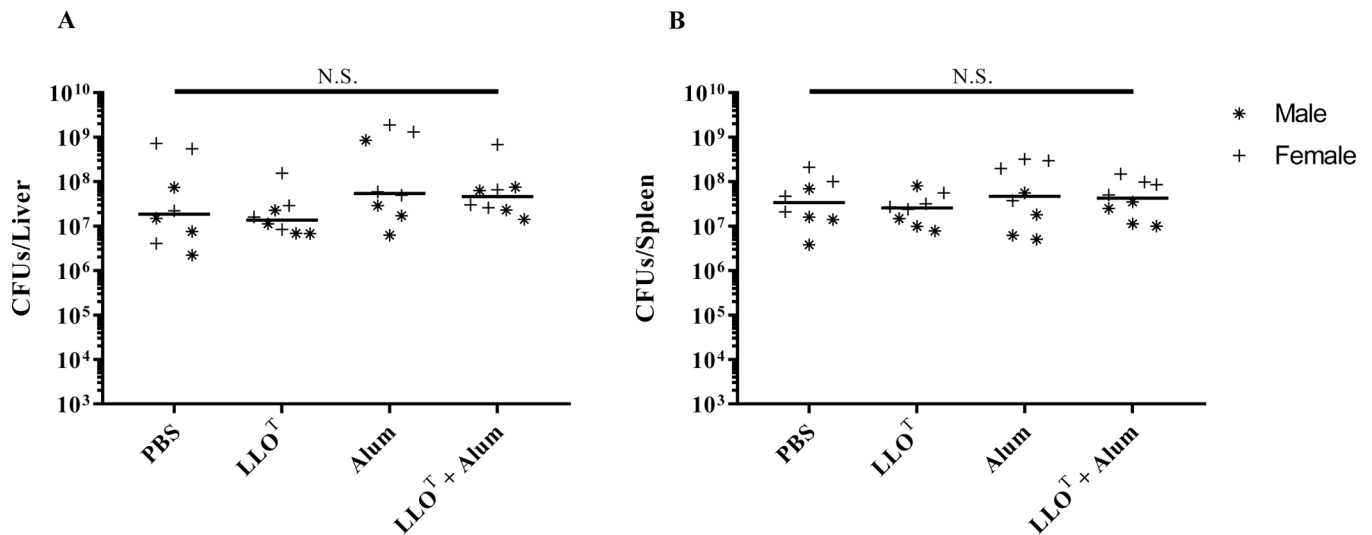 A
N.S.
CFUs/Liver
10^10
10^9
10^8
10^7
10^6
10^5
10^4
10^3
PBS
LLO^T
Alum
LLO^T + Alum
B
N.S.
CFUs/Spleen
10^10
10^9
10^8
10^7
10^6
10^5
10^4
10^3
PBS
LLO^T
Alum
LLO^T + Alum
Male
Female